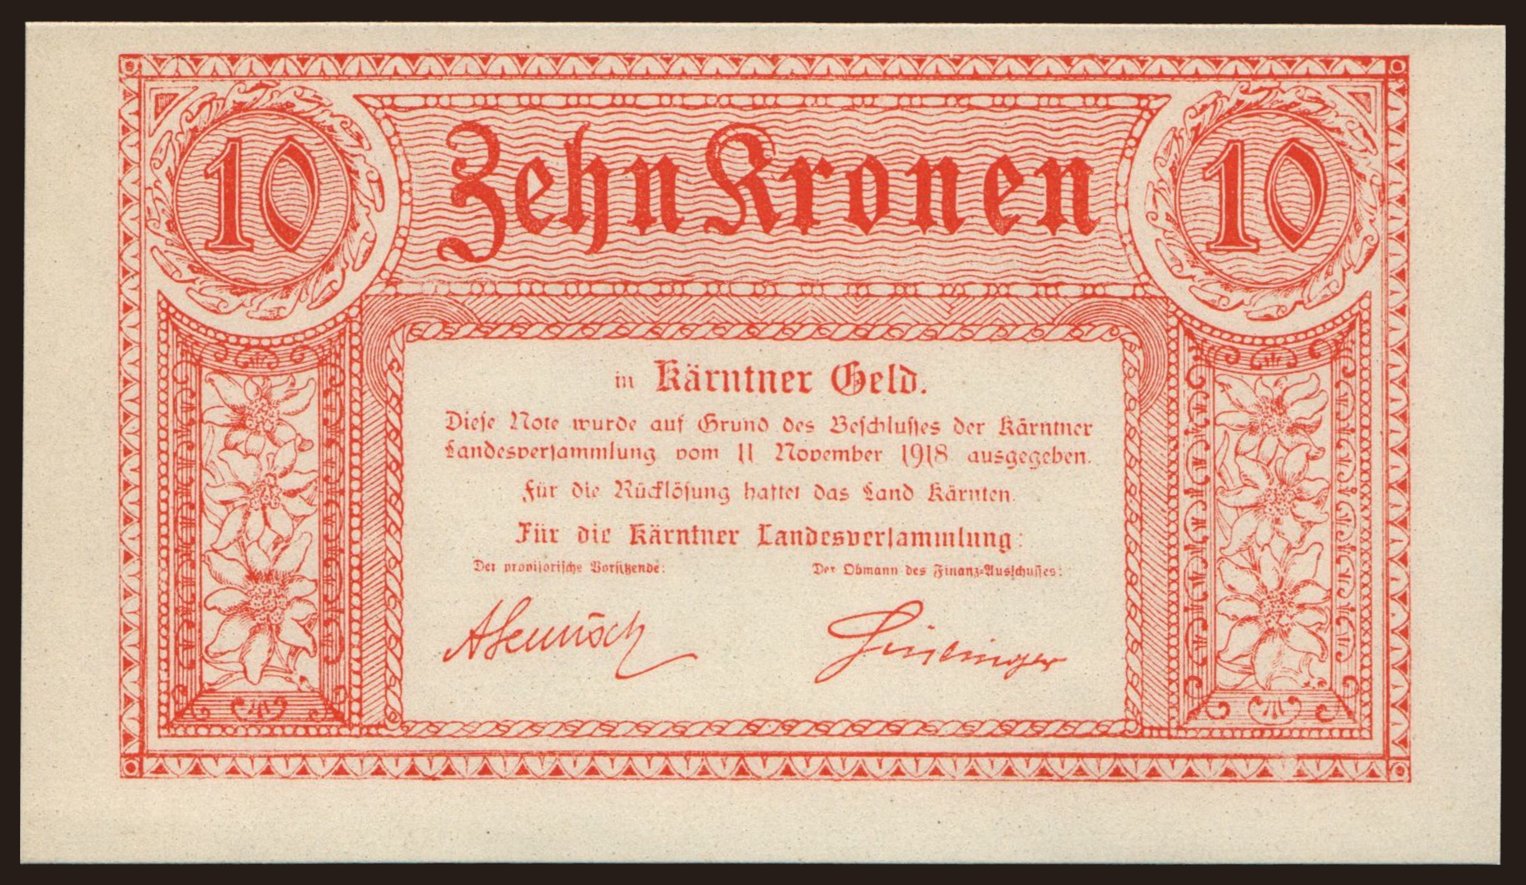 10 Zehn Kronen 10
in Kärntner Geld.
Diese Note wurde auf Grund des Beschlusses der Kärntner
Landesversammlung vom 11 November 1918 ausgegeben.
Für die Rücklösung haftet das Land Kärnten.
Für die Kärntner Landesversammlung:
Der provisorische Vorsitzende: Der Obmann des Finanz-Ausschusses: